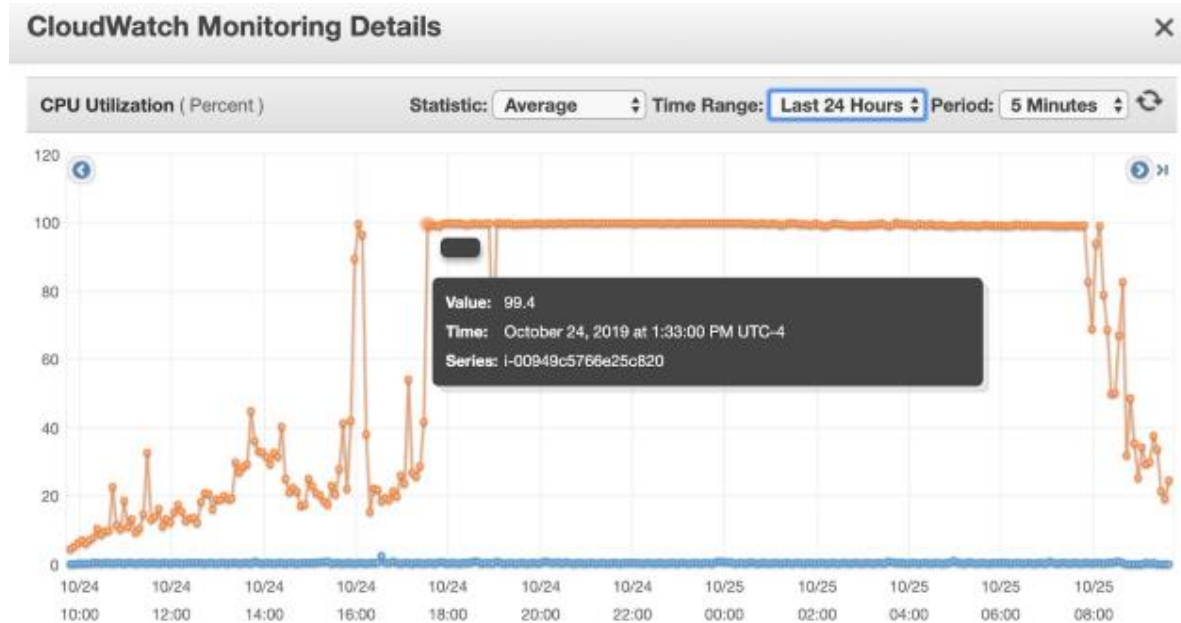 CloudWatch Monitoring Details ×
CPU Utilization ( Percent ) Statistic: Average Time Range: Last 24 Hours Period: 5 Minutes
120
100
80
60
40
20
0
Value: 99.4
Time: October 24, 2019 at 1:33:00 PM UTC-4
Series: i-00949c5766e25c820
10/24 10/24 10/24 10/24 10/24 10/24 10/24 10/25 10/25 10/25 10/25 10/25
10:00 12:00 14:00 16:00 18:00 20:00 22:00 00:00 02:00 04:00 06:00 08:00